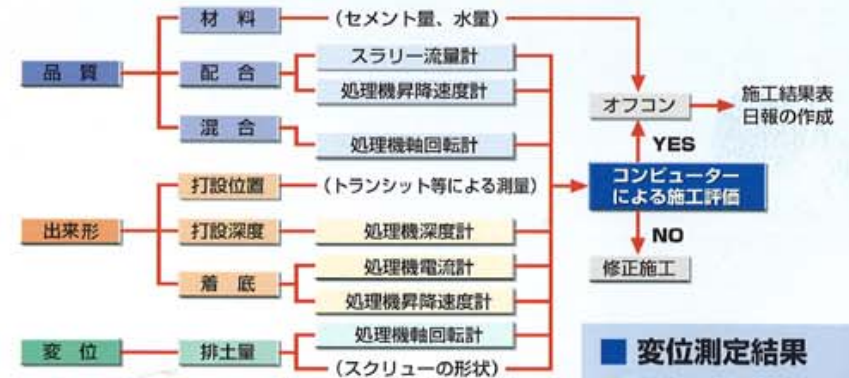 材 料
(セメント量、水量)
品 質
配 合
スラリー流量計
処理機昇降速度計
混 合
処理機軸回転計
オフコン
施工結果表
日報の作成
YES
コンピューター
による施工評価
NO
修正施工
打設位置
(トランシット等による測量)
出来形
打設深度
処理機深度計
着 底
処理機電流計
処理機昇降速度計
変 位
排土量
処理機軸回転計
(スクリューの形状)
■ 変位測定結果